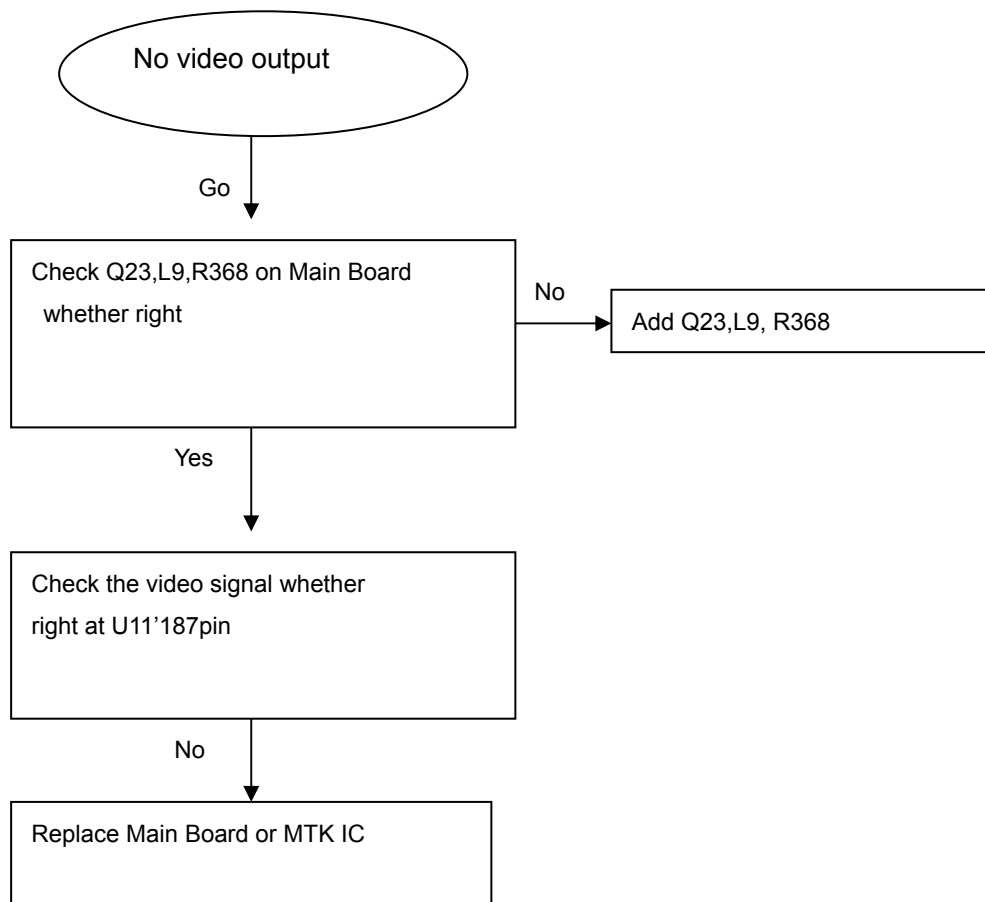 No video output
Go
Check Q23,L9,R368 on Main Board
whether right
No
Add Q23,L9, R368
Yes
Check the video signal whether
right at U11’187pin
No
Replace Main Board or MTK IC